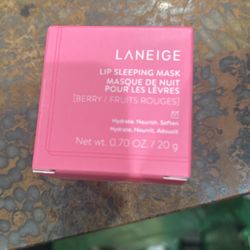 LANEIGE
LIP SLEEPING MASK
MASQUE DE NUIT
POUR LES LÈVRES
[BERRY / FRUITS ROUGES]
Hydrate, Nourish, Soften
Hydrate, Nourrit, Adoucit
Net wt. 0.70 OZ. / 20 g